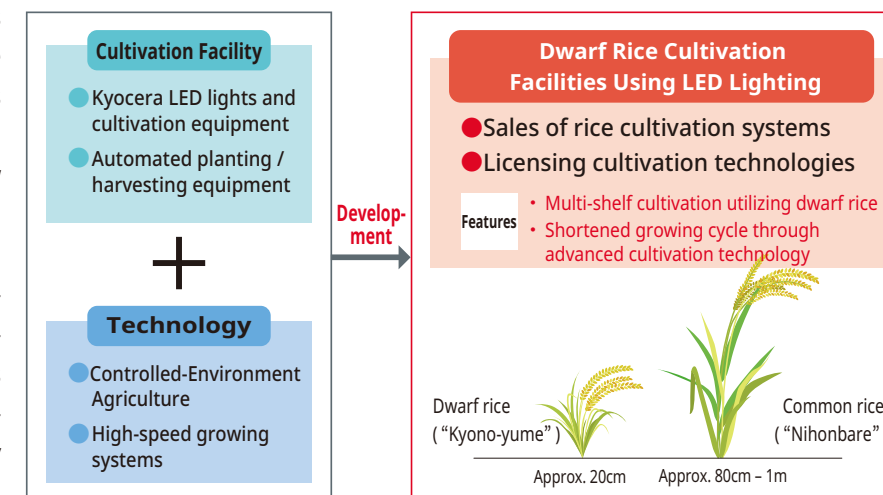 Cultivation Facility
● Kyocera LED lights and
cultivation equipment
● Automated planting /
harvesting equipment
+
Technology
● Controlled-Environment
Agriculture
● High-speed growing
systems
Develop-
ment
Dwarf Rice Cultivation
Facilities Using LED Lighting
● Sales of rice cultivation systems
● Licensing cultivation technologies
Features
・ Multi-shelf cultivation utilizing dwarf rice
・ Shortened growing cycle through
advanced cultivation technology
Dwarf rice
( “Kyono-yume” )
Common rice
( “Nihonbare”
Approx. 20cm
Approx. 80cm – 1m